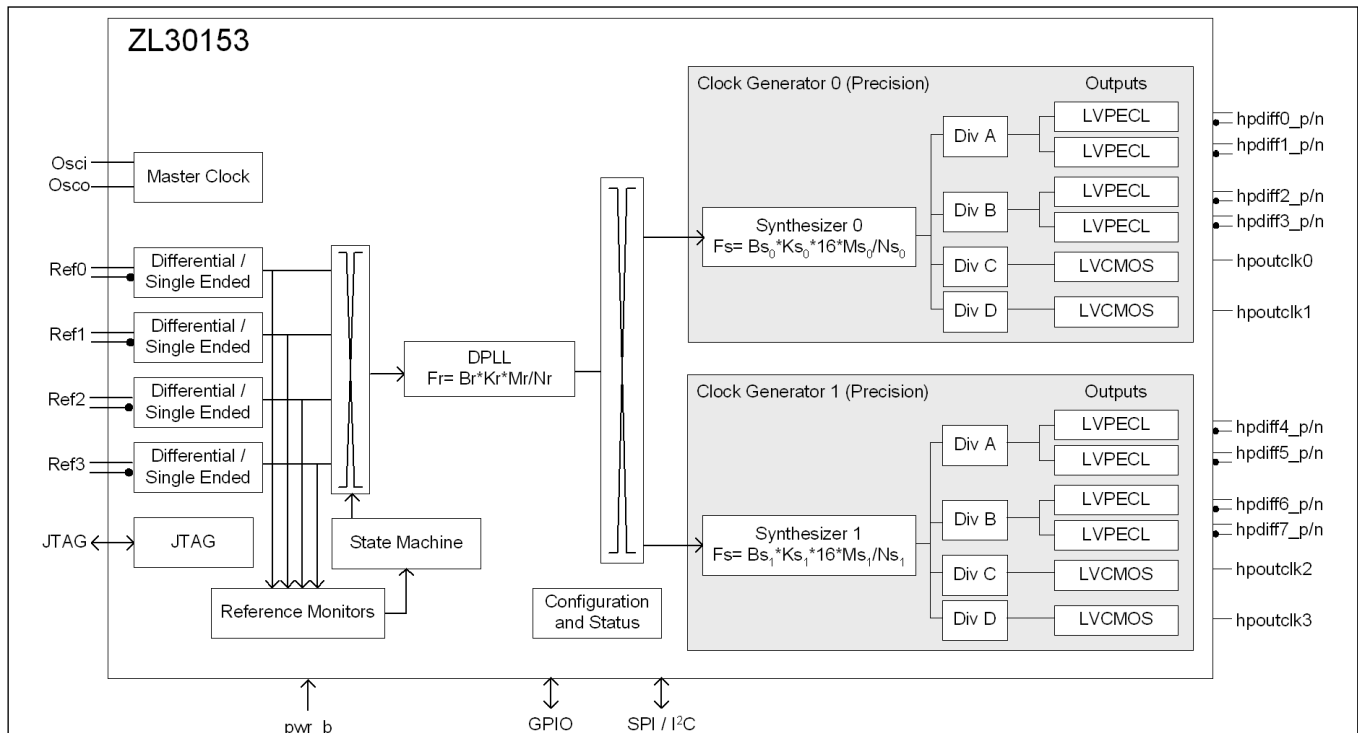 ZL30153
Osci
Osco
Master Clock
Ref0
Differential /
Single Ended
Ref1
Differential /
Single Ended
Ref2
Differential /
Single Ended
Ref3
Differential /
Single Ended
JTAG
JTAG
State Machine
Reference Monitors
DPLL
Fr= Br*Kr*Mr/Nr
Configuration
and Status
Clock Generator 0 (Precision)
Outputs
Synthesizer 0
Fs= Bs₀*Ks₀*16*Ms₀/Ns₀
Div A
LVPECL
LVPECL
Div B
LVPECL
LVPECL
Div C
LVCMOS
Div D
LVCMOS
hpdiff0_p/n
hpdiff1_p/n
hpdiff2_p/n
hpdiff3_p/n
hpoutclk0
hpoutclk1
Clock Generator 1 (Precision)
Outputs
Synthesizer 1
Fs= Bs₁*Ks₁*16*Ms₁/Ns₁
Div A
LVPECL
LVPECL
Div B
LVPECL
LVPECL
Div C
LVCMOS
Div D
LVCMOS
hpdiff4_p/n
hpdiff5_p/n
hpdiff6_p/n
hpdiff7_p/n
hpoutclk2
hpoutclk3
pwr_b
GPIO
SPI / I²C